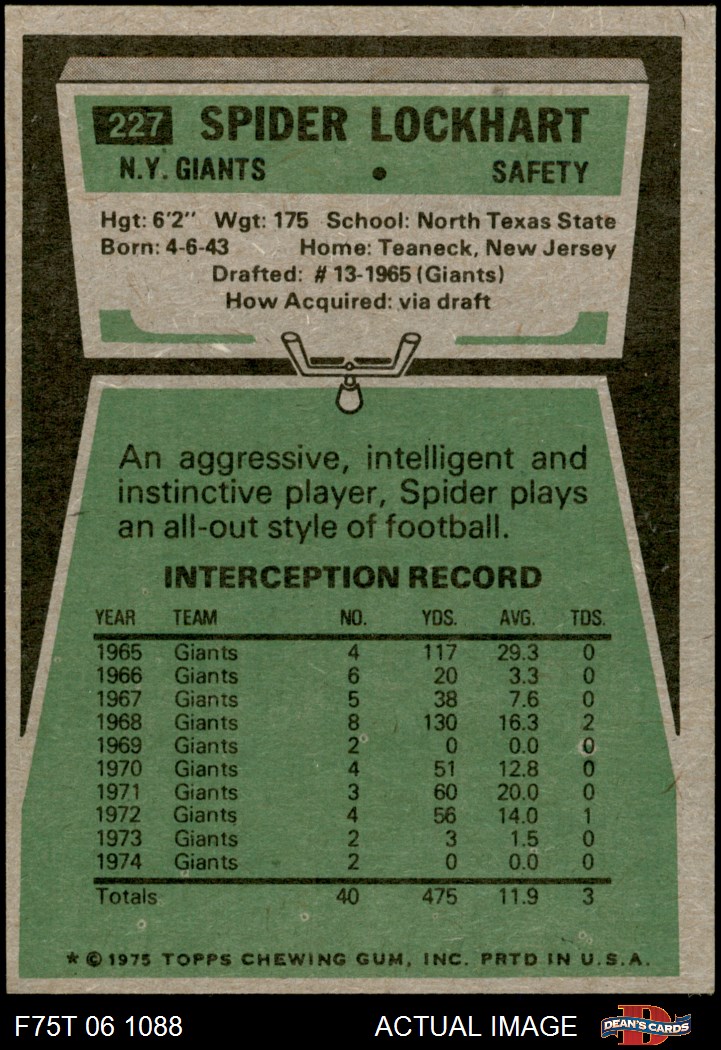 227 SPIDER LOCKHART
N.Y. GIANTS • SAFETY
Hgt: 6'2" Wgt: 175 School: North Texas State
Born: 4-6-43 Home: Teaneck, New Jersey
Drafted: #13-1965 (Giants)
How Acquired: via draft
An aggressive, intelligent and
instinctive player, Spider plays
an all-out style of football.
INTERCEPTION RECORD
YEAR TEAM NO. YDS. AVG. TDS.
1965 Giants 4 117 29.3 0
1966 Giants 6 20 3.3 0
1967 Giants 5 38 7.6 0
1968 Giants 8 130 16.3 2
1969 Giants 2 0 0.0 0
1970 Giants 4 51 12.8 0
1971 Giants 3 60 20.0 0
1972 Giants 4 56 14.0 1
1973 Giants 2 3 1.5 0
1974 Giants 2 0 0.0 0
Totals 40 475 11.9 3
* © 1975 TOPPS CHEWING GUM, INC. PRTD IN U.S.A.
F75T 06 1088 ACTUAL IMAGE D DEAN'S CARDS